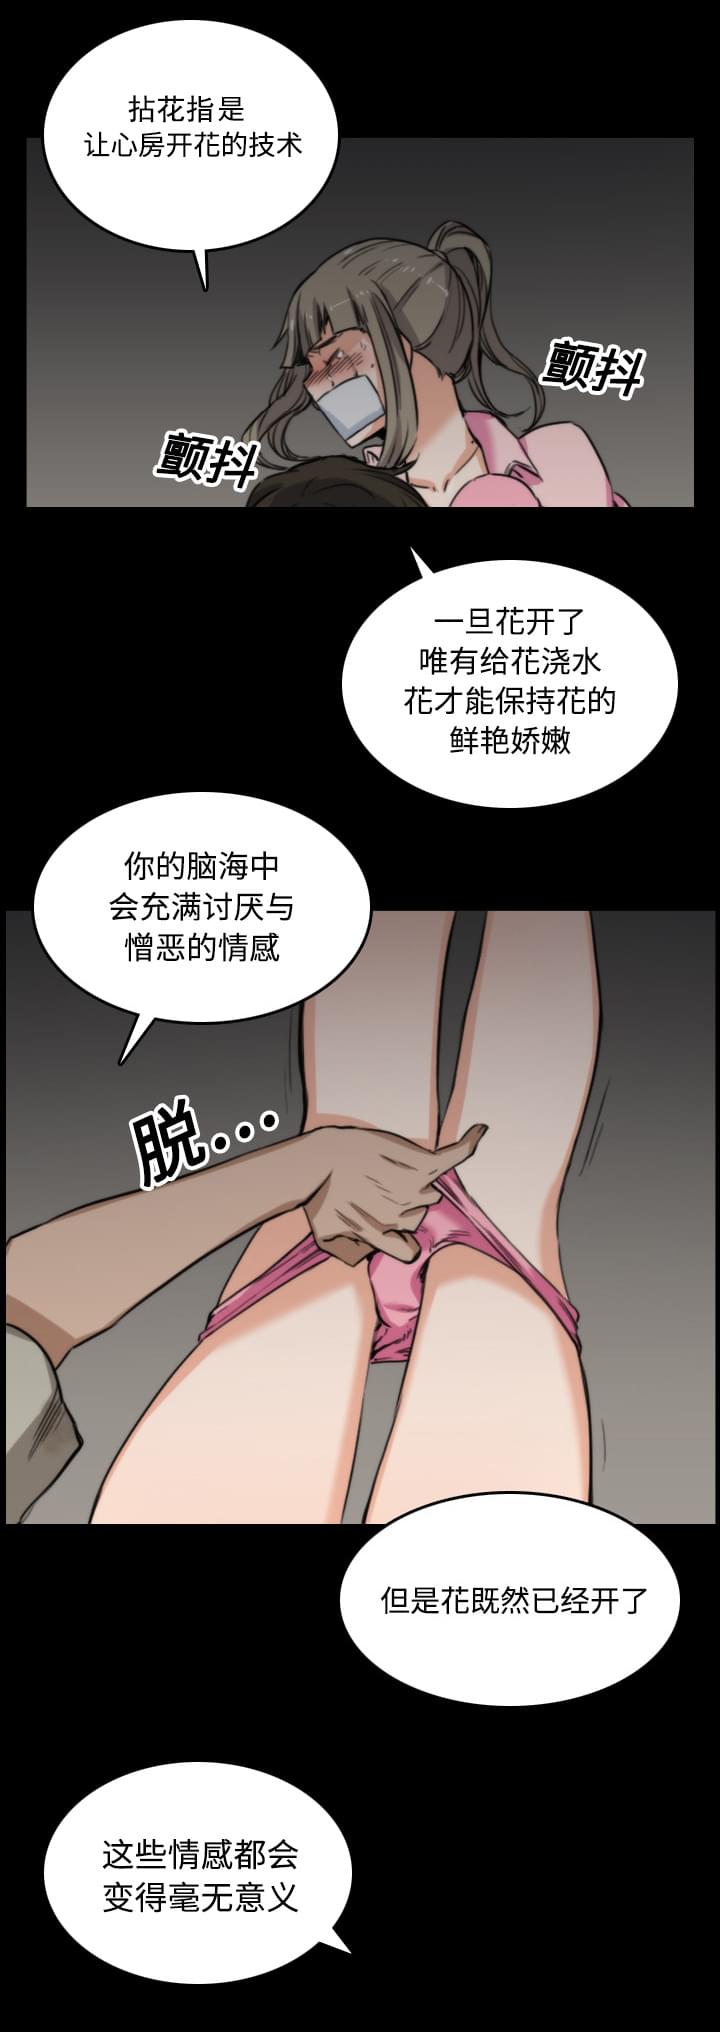 拈花指是
让心房开花的技术
颤抖
颤抖
一旦花开了
唯有给花浇水
花才能保持花的
鲜艳娇嫩
你的脑海中
会充满讨厌与
憎恶的情感
脱...
但是花既然已经开了
这些情感都会
变得毫无意义